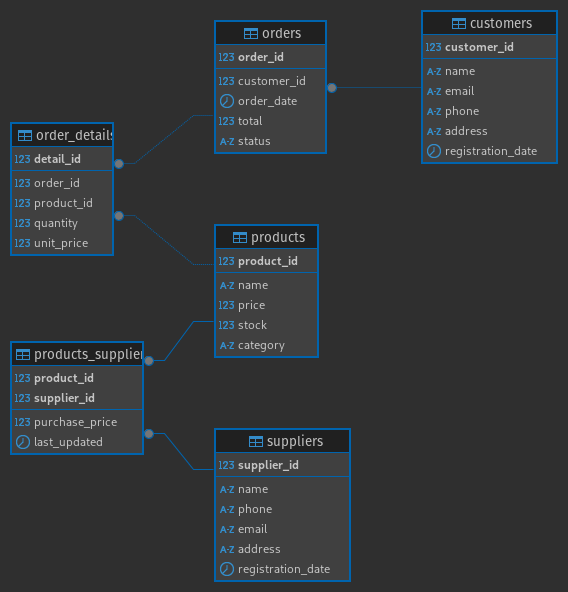 orders
123 order_id
123 customer_id
order_date
123 total
A-Z status
customers
123 customer_id
A-Z name
A-Z email
A-Z phone
A-Z address
registration_date
order_details
123 detail_id
123 order_id
123 product_id
123 quantity
123 unit_price
products
123 product_id
A-Z name
123 price
123 stock
A-Z category
products_supplier
123 product_id
123 supplier_id
123 purchase_price
last_updated
suppliers
123 supplier_id
A-Z name
A-Z phone
A-Z email
A-Z address
registration_date